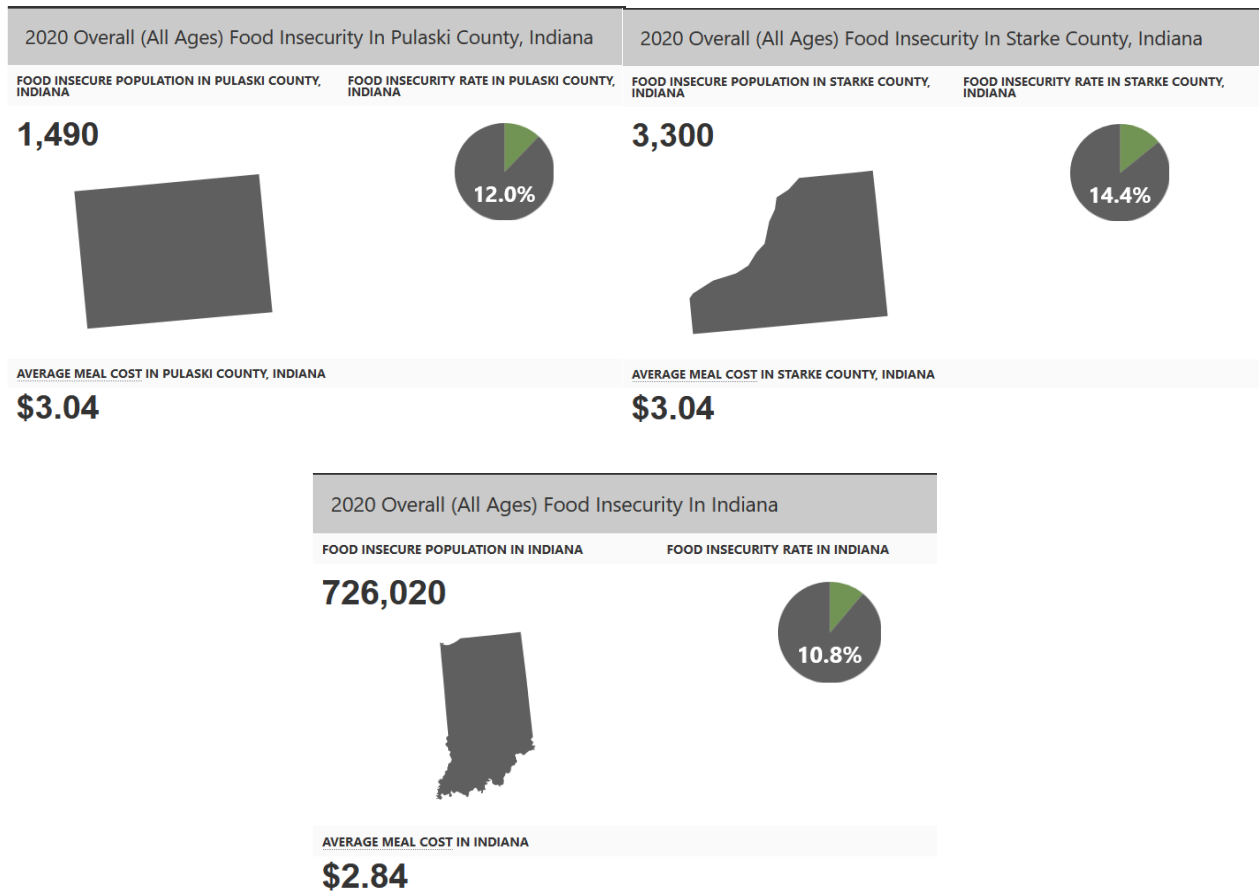 2020 Overall (All Ages) Food Insecurity In Pulaski County, Indiana
FOOD INSECURE POPULATION IN PULASKI COUNTY,
INDIANA
FOOD INSECURITY RATE IN PULASKI COUNTY,
INDIANA
1,490
12.0%
AVERAGE MEAL COST IN PULASKI COUNTY, INDIANA
$3.04
2020 Overall (All Ages) Food Insecurity In Starke County, Indiana
FOOD INSECURE POPULATION IN STARKE COUNTY,
INDIANA
FOOD INSECURITY RATE IN STARKE COUNTY,
INDIANA
3,300
14.4%
AVERAGE MEAL COST IN STARKE COUNTY, INDIANA
$3.04
2020 Overall (All Ages) Food Insecurity In Indiana
FOOD INSECURE POPULATION IN INDIANA
FOOD INSECURITY RATE IN INDIANA
726,020
10.8%
AVERAGE MEAL COST IN INDIANA
$2.84